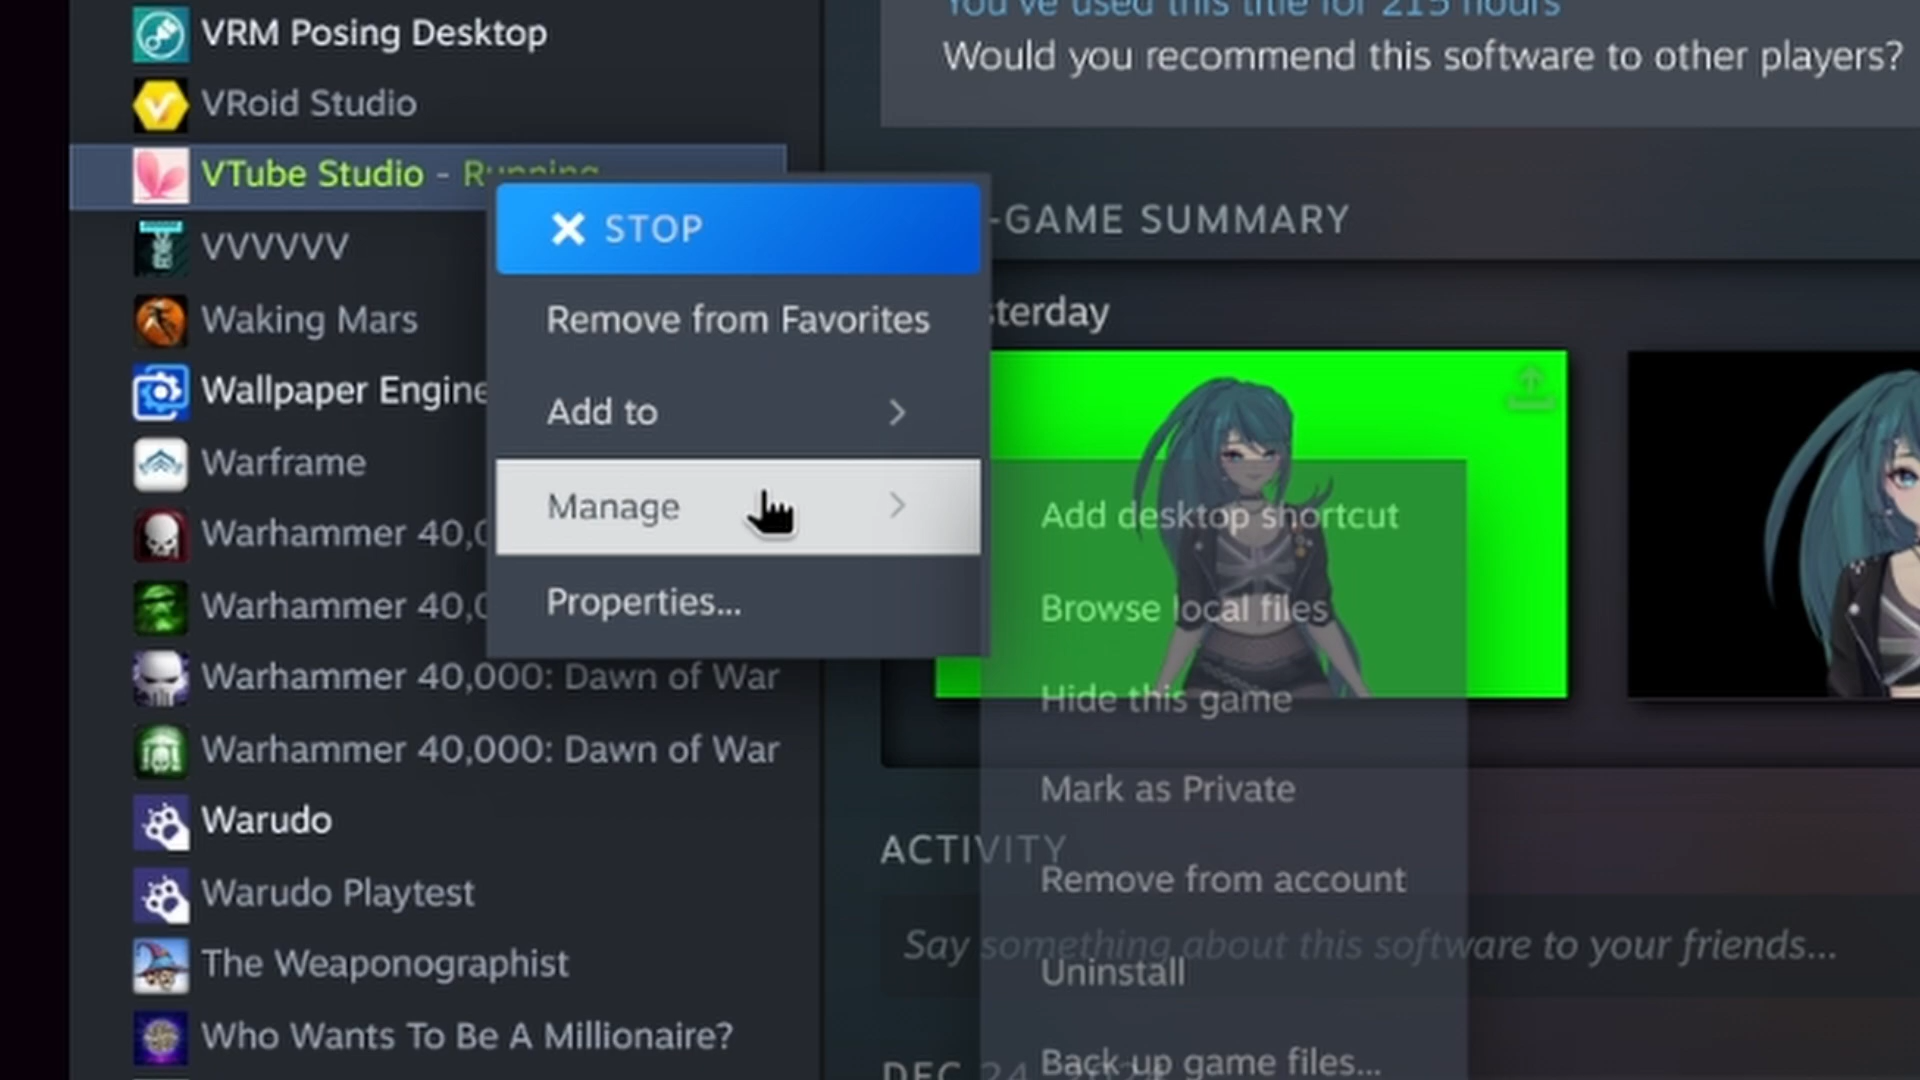 VRM Posing Desktop
VRoid Studio
VTube Studio - Running
VVVVVV
Waking Mars
Wallpaper Engine
Warframe
Warhammer 40,0
Warhammer 40,0
Warhammer 40,000: Dawn of War
Warhammer 40,000: Dawn of War
Warudo
Warudo Playtest
The Weaponographist
Who Wants To Be A Millionaire?
STOP
Remove from Favorites
Add to
Manage
Properties...
You've used this title for 215 hours
Would you recommend this software to other players?
-GAME SUMMARY
sterday
Add desktop shortcut
Browse local files
Hide this game
Mark as Private
Remove from account
Uninstall
Back up game files...
ACTIVITY
Say something about this software to your friends...
DEC 24,